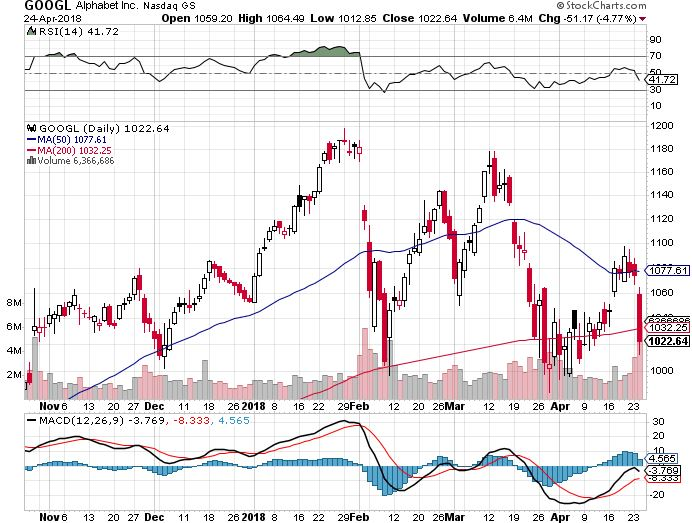 GOOGL Alphabet Inc. Nasdaq GS © StockCharts.com
24-Apr-2018 Open 1059.20 High 1064.49 Low 1012.85 Close 1022.64 Volume 6.4M Chg -51.17 (-4.77%)
RSI(14) 41.72
90
70
50
41.72
30
10
GOOGL (Daily) 1022.64
MA(50) 1077.61
MA(200) 1032.25
Volume 6,366,686
1200
1180
1160
1140
1120
1100
1077.61
1060
1032.25
1022.64
1000
8M
6M
4M
2M
Nov 6 13 20 27 Dec 11 18 26 2018 8 16 22 29 Feb 12 20 26 Mar 12 19 26 Apr 9 16 23
MACD(12,26,9) -3.769, -8.333, 4.565
30
20
10
4.565
-3.769
-8.333
-20
Nov 6 13 20 27 Dec 11 18 26 2018 8 16 22 29 Feb 12 20 26 Mar 12 19 26 Apr 9 16 23